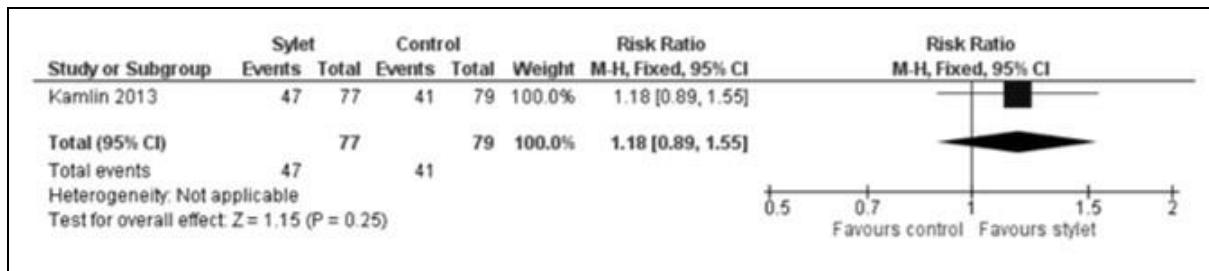 Sylet Control Risk Ratio Risk Ratio
Study or Subgroup Events Total Events Total Weight M-H, Fixed, 95% CI M-H, Fixed, 95% CI
Kamlin 2013 47 77 41 79 100.0% 1.18 [0.89, 1.55]
Total (95% CI) 77 79 100.0% 1.18 [0.89, 1.55]
Total events 47 41
Heterogeneity: Not applicable
Test for overall effect: Z = 1.15 (P = 0.25)
0.5 0.7 1 1.5 2
Favours control Favours stylet